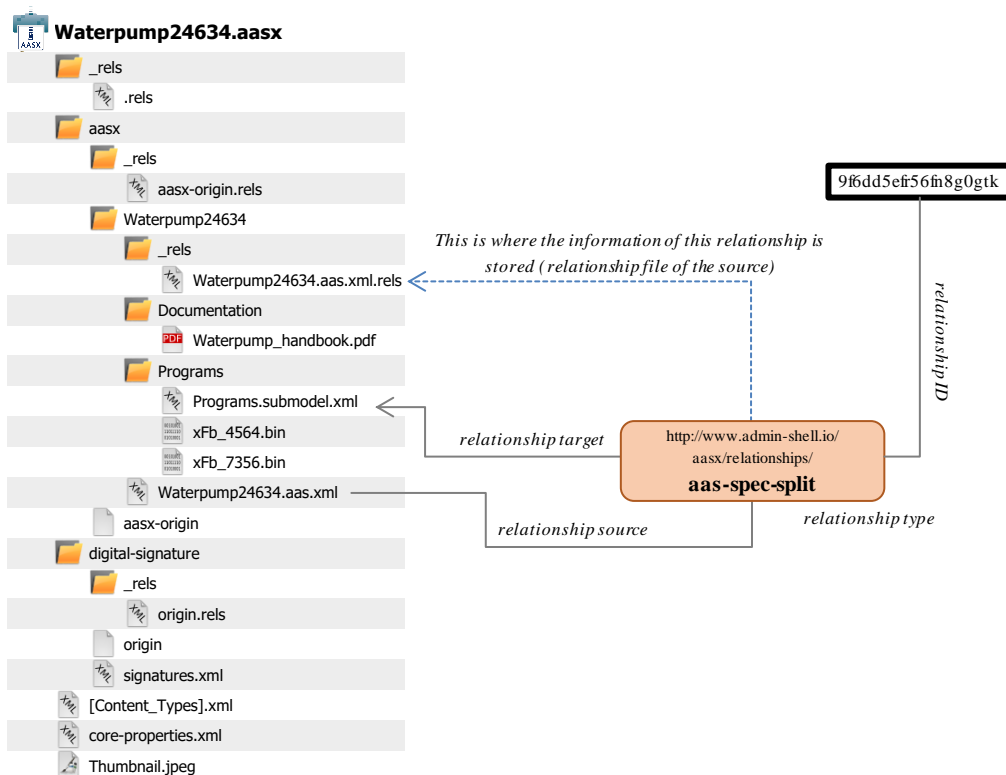 AASX
Waterpump24634.aasx
_rels
.rels
aasx
_rels
aasx-origin.rels
Waterpump24634
_rels
Waterpump24634.aas.xml.rels
Documentation
Waterpump_handbook.pdf
Programs
Programs.submodel.xml
xFb_4564.bin
xFb_7356.bin
Waterpump24634.aas.xml
aasx-origin
digital-signature
_rels
origin.rels
origin
signatures.xml
[Content_Types].xml
core-properties.xml
Thumbnail.jpeg
XML
PDF
This is where the information of this relationship is
stored (relationship file of the source)
9f6dd5efr56fn8g0gtk
relationship ID
relationship target
http://www.admin-shell.io/
aasx/relationships/
aas-spec-split
relationship source
relationship type